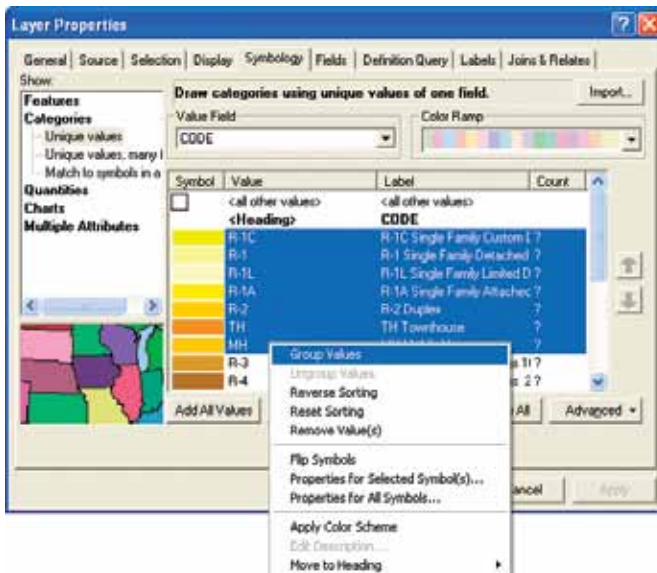 Layer Properties
General Source Selection Display Symbology Fields Definition Query Labels Joins & Relates
Show:
Features
Categories
Unique values
Unique values, many
Match to symbols in a
Quantities
Charts
Multiple Attributes
Draw categories using unique values of one field.
Import...
Value Field
CODE
Color Ramp
Symbol Value Label Count
<all other values> <all other values>
<Heading> CODE
R-1C R-1C Single Family Custom ?
R-1 R-1 Single Family Detached ?
R-1L R-1L Single Family Limited D ?
R-1A R-1A Single Family Attached ?
R-2 R-2 Duplex ?
TH TH Townhouse ?
MH
R-3 ?
R-4 ?
Add All Values
All
Advanced
Group Values
Ungroup Values
Reverse Sorting
Reset Sorting
Remove Value(s)
Flip Symbols
Properties for Selected Symbol(s)...
Properties for All Symbols...
Apply Color Scheme
Edit Description...
Move to Heading
ancel
Apply